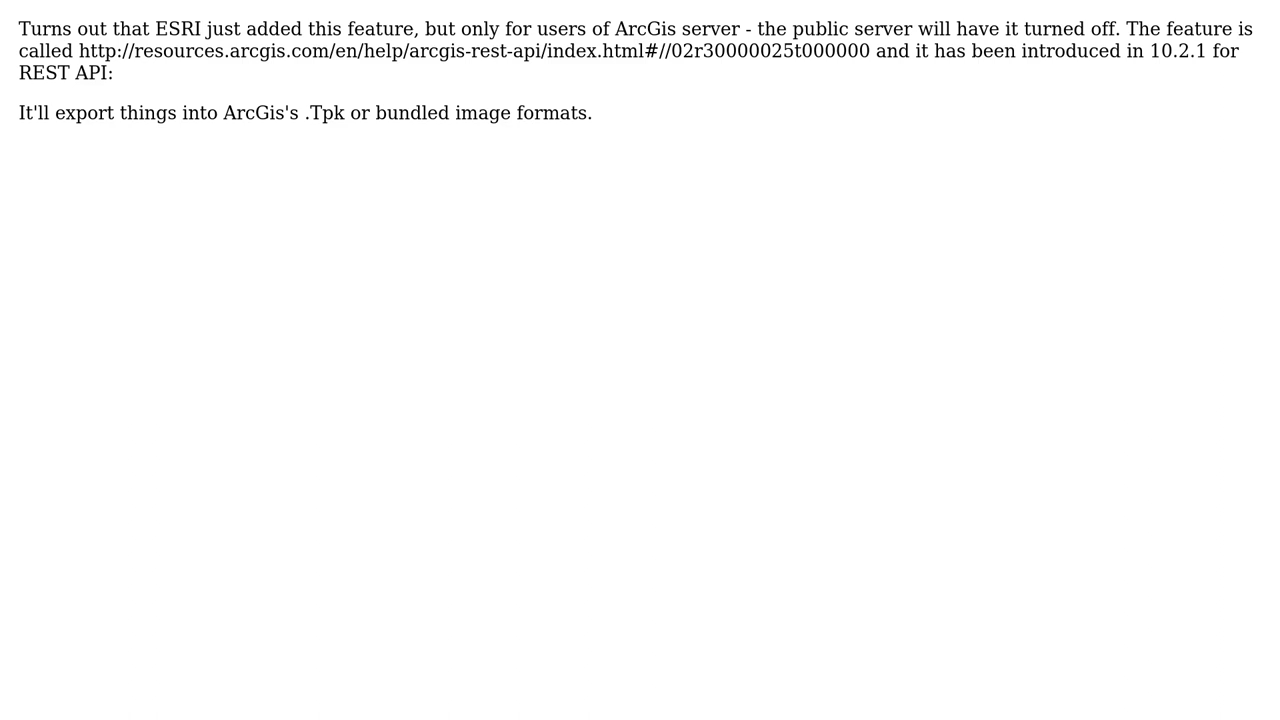 Turns out that ESRI just added this feature, but only for users of ArcGis server - the public server will have it turned off. The feature is
called http://resources.arcgis.com/en/help/arcgis-rest-api/index.html#//02r30000025t000000 and it has been introduced in 10.2.1 for
REST API:
It'll export things into ArcGis's .Tpk or bundled image formats.